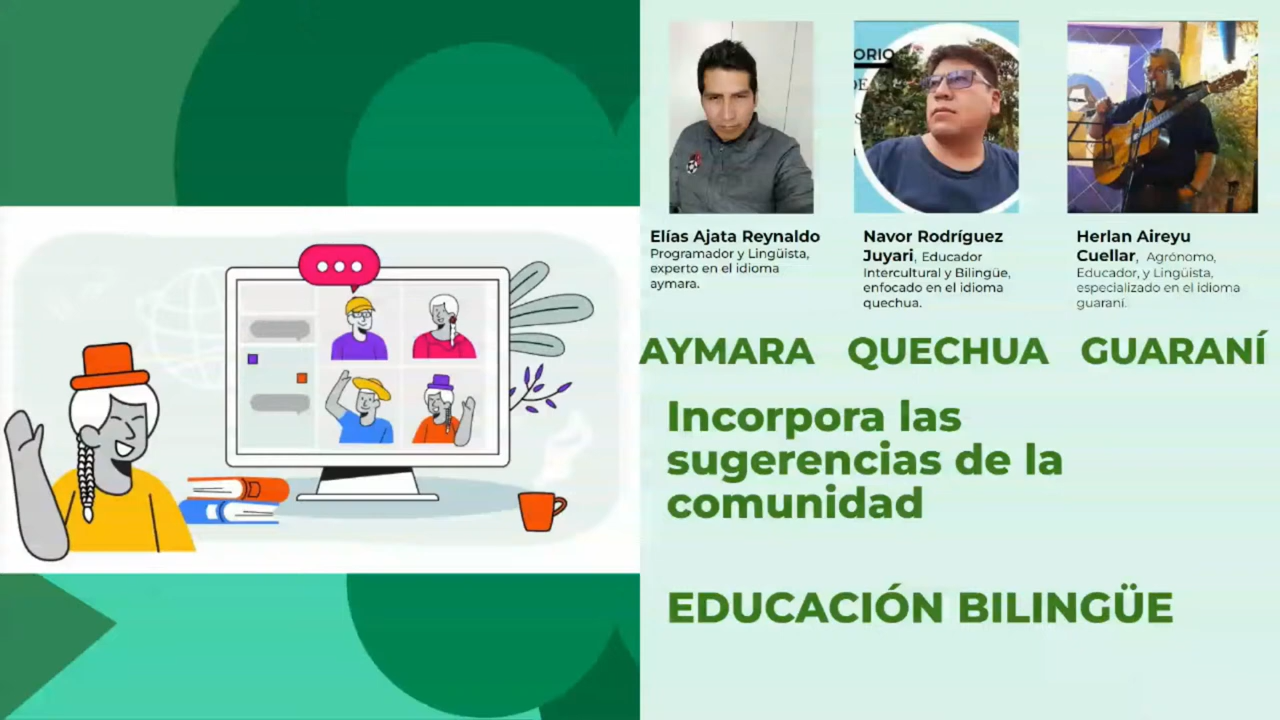 ORIO
Elías Ajata Reynaldo
Programador y Lingüista,
experto en el idioma
aymara.
Navor Rodríguez
Juyari, Educador
Intercultural y Bilingüe,
enfocado en el idioma
quechua.
Herlan Aireyu
Cuellar, Agrónomo,
Educador, y Lingüista,
especializado en el idioma
guaraní.
AYMARA QUECHUA GUARANÍ
Incorpora las
sugerencias de la
comunidad
EDUCACIÓN BILINGÜE